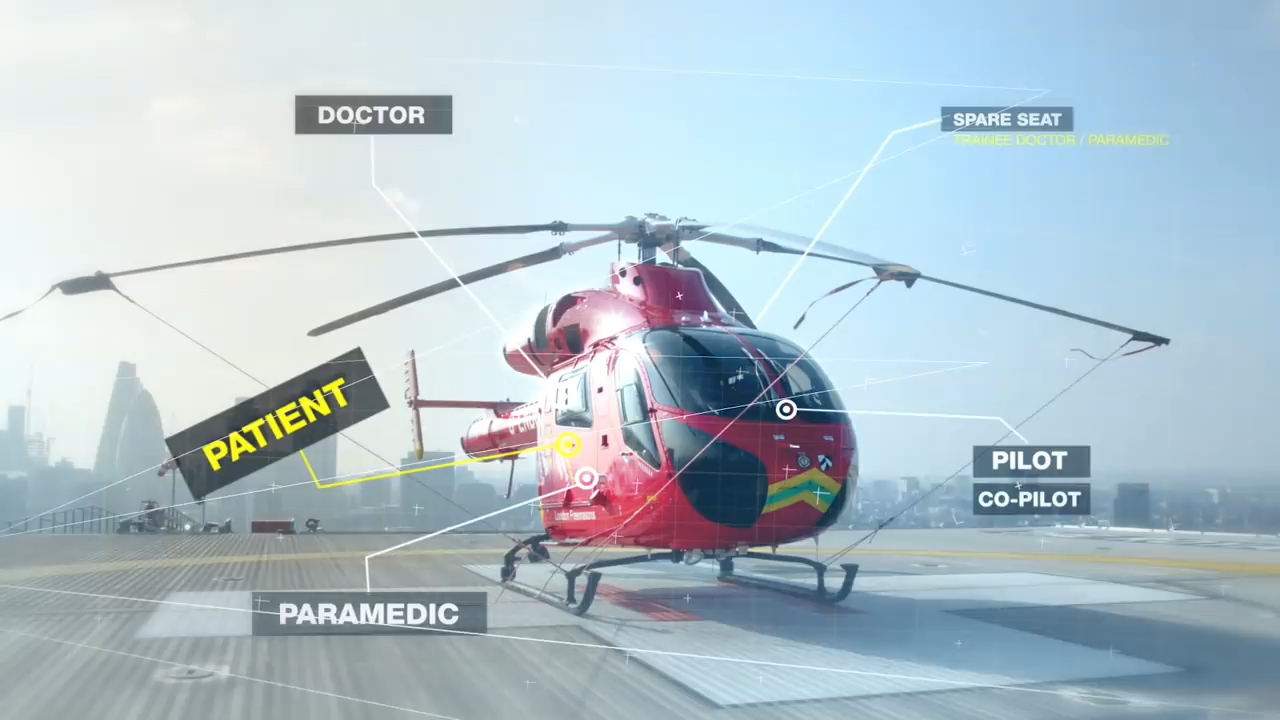 DOCTOR
SPARE SEAT
TRAINEE DOCTOR / PARAMEDIC
PATIENT
PILOT
CO-PILOT
PARAMEDIC